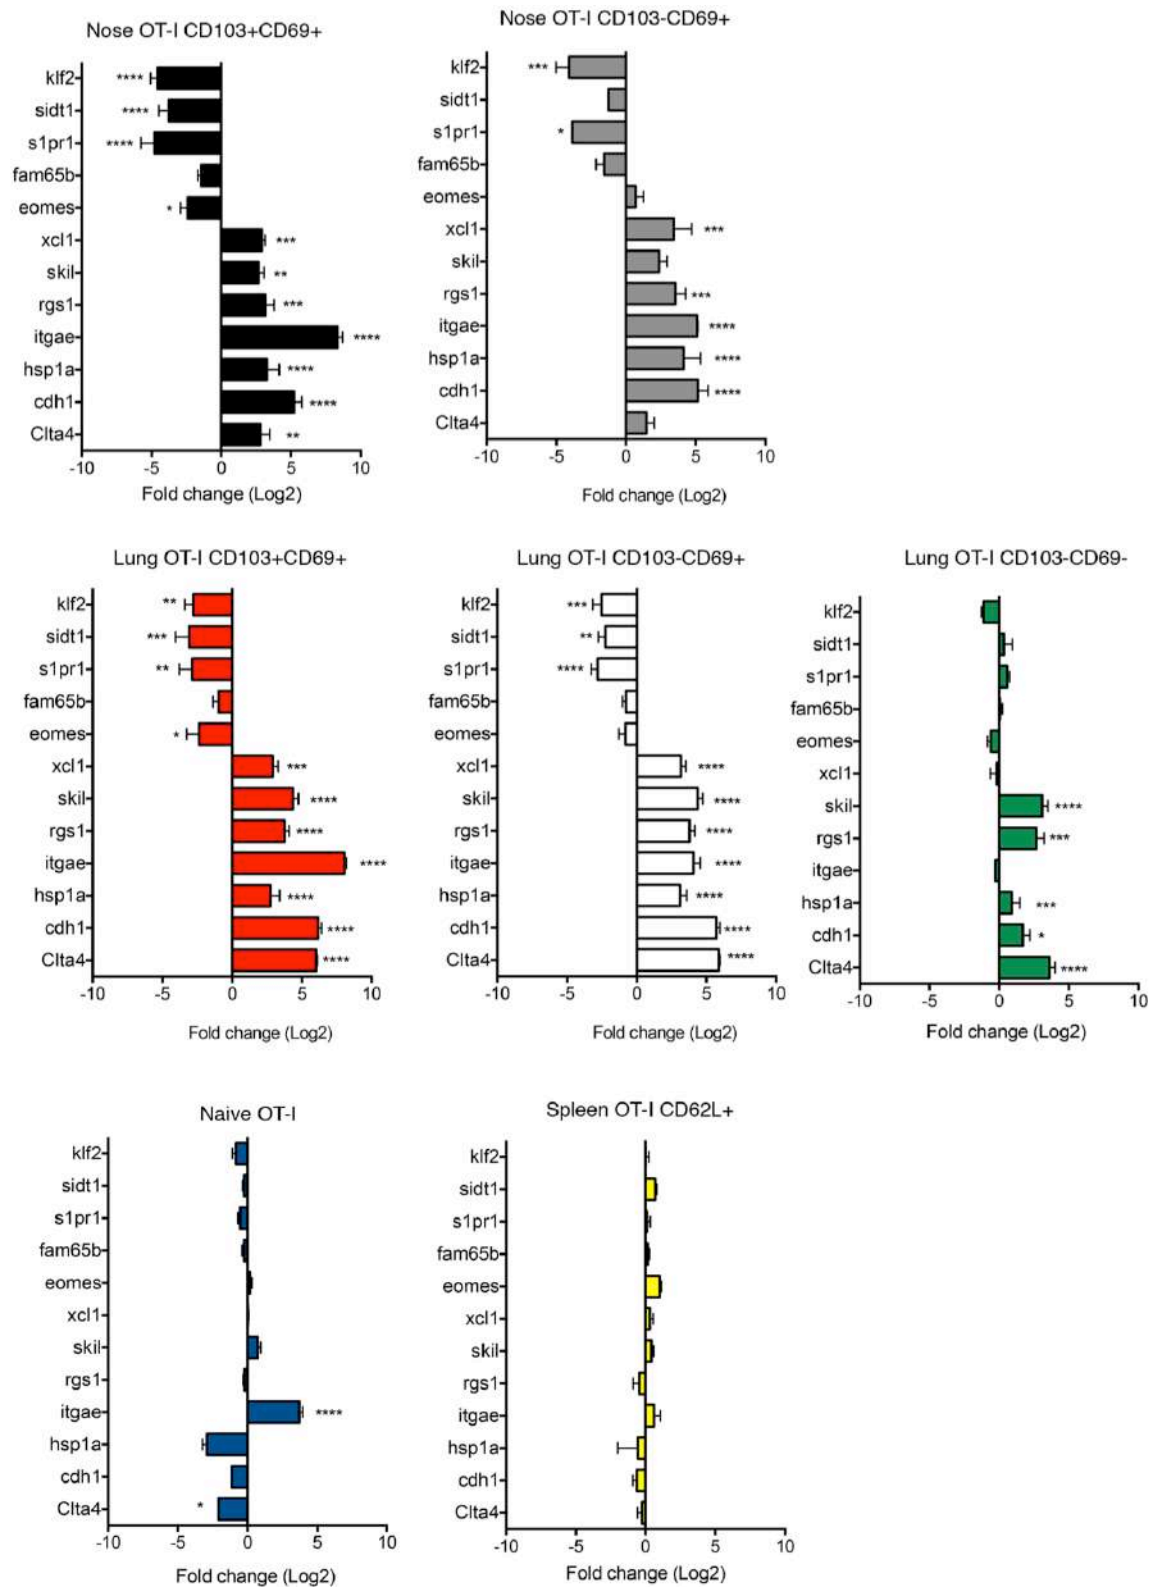 Nose OT-I CD103+CD69+
klf2
****
sidt1
****
s1pr1
****
fam65b
eomes
*
xcl1
***
skil
**
rgs1
***
itgae
****
hsp1a
****
cdh1
****
Clta4
**
-10 -5 0 5 10
Fold change (Log2)
Nose OT-I CD103-CD69+
klf2
***
sidt1
s1pr1
*
fam65b
eomes
xcl1
***
skil
rgs1
***
itgae
****
hsp1a
****
cdh1
****
Clta4
-10 -5 0 5 10
Fold change (Log2)
Lung OT-I CD103+CD69+
klf2
**
sidt1
***
s1pr1
**
fam65b
eomes
*
xcl1
***
skil
****
rgs1
****
itgae
****
hsp1a
****
cdh1
****
Clta4
****
-10 -5 0 5 10
Fold change (Log2)
Lung OT-I CD103-CD69+
klf2
***
sidt1
**
s1pr1
****
fam65b
eomes
xcl1
****
skil
****
rgs1
****
itgae
****
hsp1a
****
cdh1
****
Clta4
****
-10 -5 0 5 10
Fold change (Log2)
Lung OT-I CD103-CD69-
klf2
sidt1
s1pr1
fam65b
eomes
xcl1
skil
****
rgs1
***
itgae
hsp1a
***
cdh1
*
Clta4
****
-10 -5 0 5 10
Fold change (Log2)
Naive OT-I
klf2
sidt1
s1pr1
fam65b
eomes
xcl1
skil
rgs1
itgae
****
hsp1a
cdh1
Clta4
*
-10 -5 0 5 10
Fold change (Log2)
Spleen OT-I CD62L+
klf2
sidt1
s1pr1
fam65b
eomes
xcl1
skil
rgs1
itgae
hsp1a
cdh1
Clta4
-10 -5 0 5 10
Fold change (Log2)